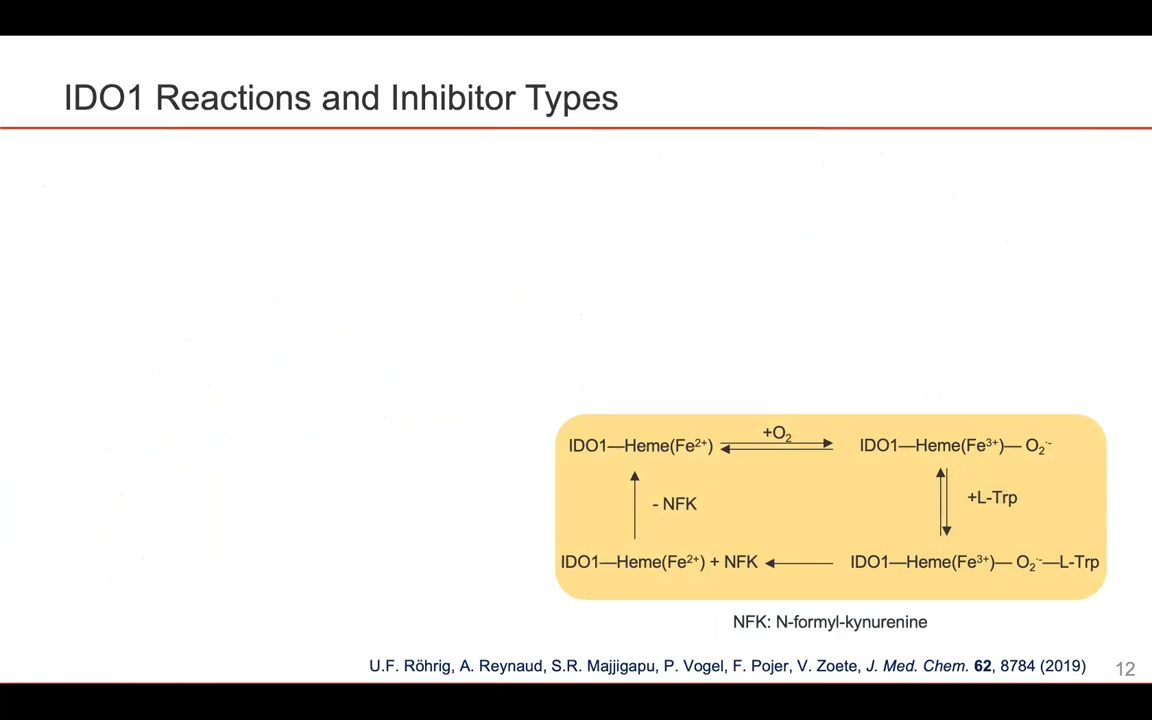 IDO1 Reactions and Inhibitor Types
+O₂
IDO1—Heme(Fe²⁺) IDO1—Heme(Fe³⁺)— O₂·⁻
- NFK +L-Trp
IDO1—Heme(Fe²⁺) + NFK IDO1—Heme(Fe³⁺)— O₂·⁻—L-Trp
NFK: N-formyl-kynurenine
U.F. Röhrig, A. Reynaud, S.R. Majjigapu, P. Vogel, F. Pojer, V. Zoete, J. Med. Chem. 62, 8784 (2019)
12